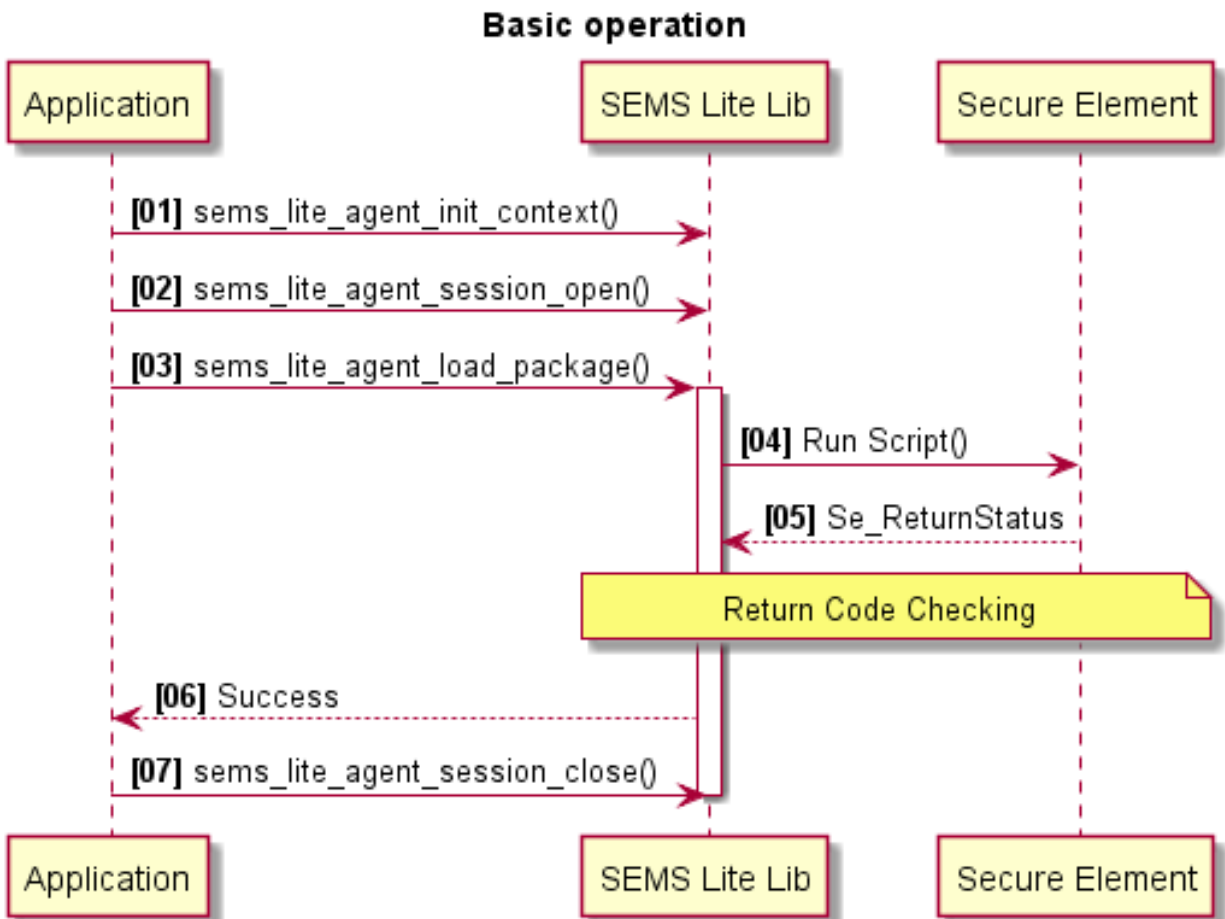 Basic operation
Application
SEMS Lite Lib
Secure Element
[01] sems_lite_agent_init_context()
[02] sems_lite_agent_session_open()
[03] sems_lite_agent_load_package()
[04] Run Script()
[05] Se_ReturnStatus
Return Code Checking
[06] Success
[07] sems_lite_agent_session_close()
Application
SEMS Lite Lib
Secure Element